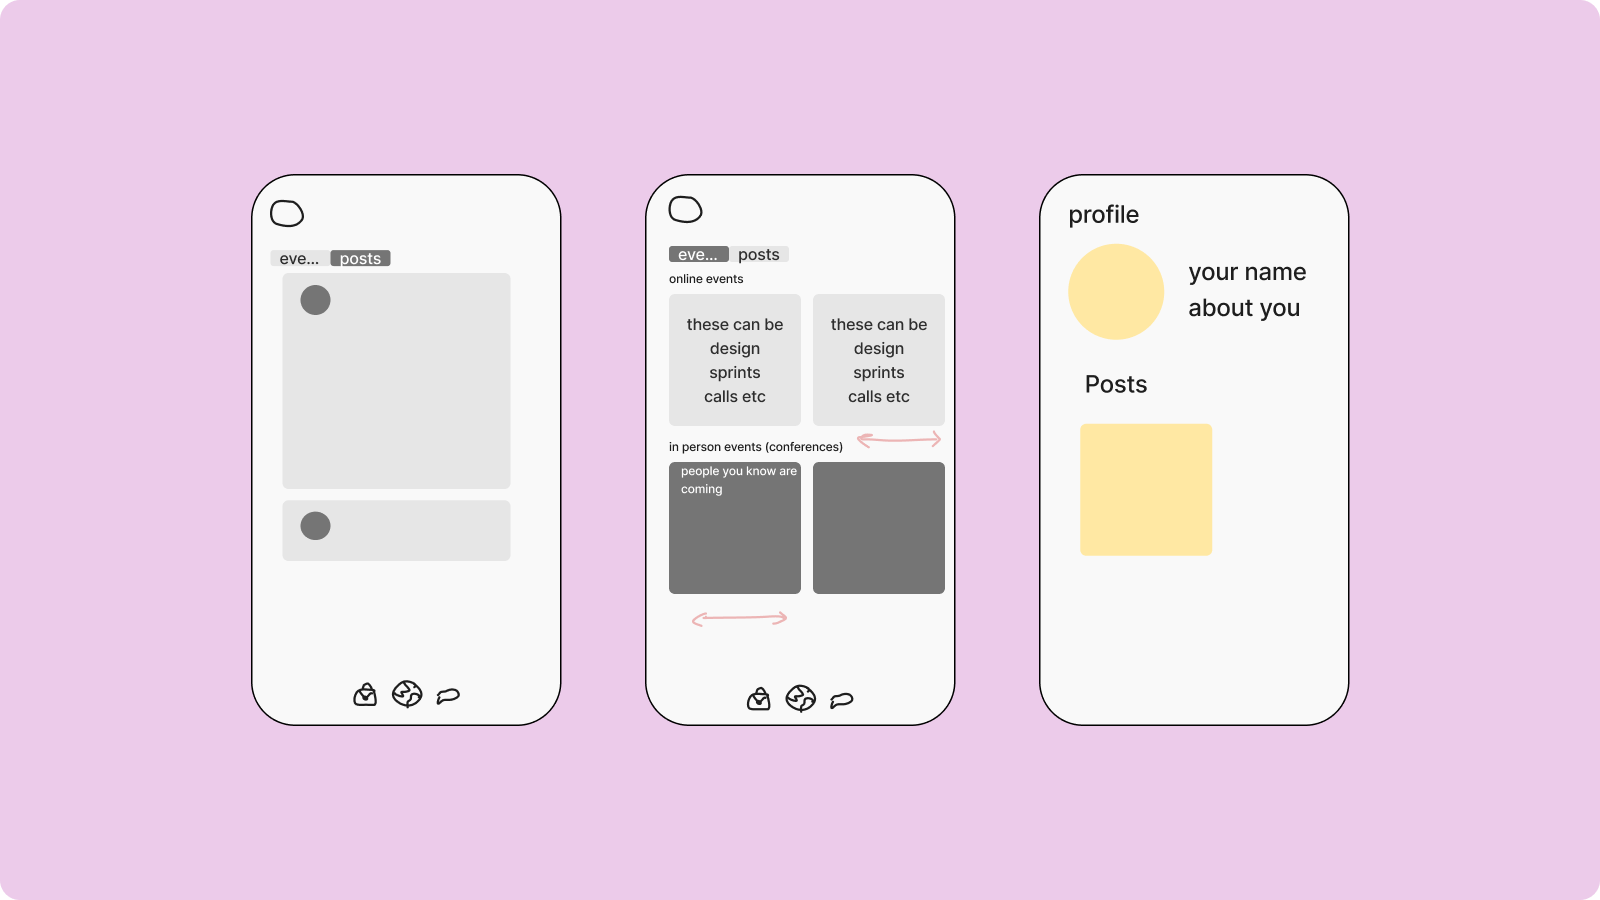 eve... posts
eve... posts
online events
these can be
design
sprints
calls etc
these can be
design
sprints
calls etc
in person events (conferences)
people you know are
coming
profile
your name
about you
Posts